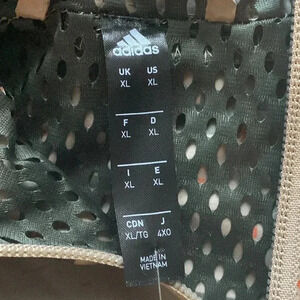 adidas
UK US
XL XL
F D
XL XL
I E
XL XL
CDN J
XL/TG 4XO
MADE IN
VIETNAM